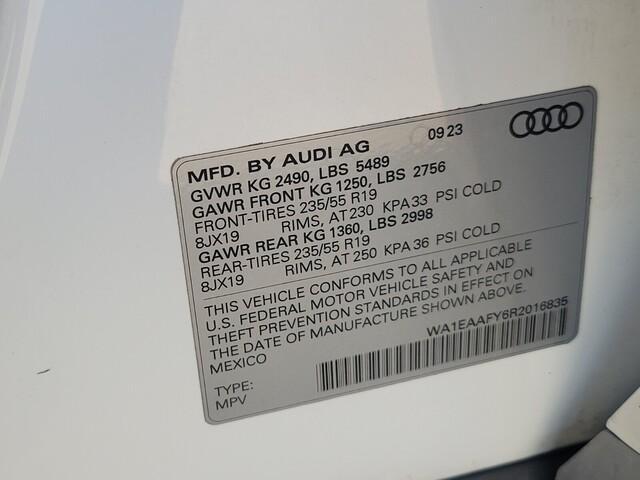 09 23
MFD. BY AUDI AG
GVWR KG 2490, LBS 5489
GAWR FRONT KG 1250, LBS 2756
FRONT-TIRES 235/55 R19
8JX19 RIMS, AT 230 KPA 33 PSI COLD
GAWR REAR KG 1360, LBS 2998
REAR-TIRES 235/55 R19
8JX19 RIMS, AT 250 KPA 36 PSI COLD
THIS VEHICLE CONFORMS TO ALL APPLICABLE
U.S. FEDERAL MOTOR VEHICLE SAFETY AND
THEFT PREVENTION STANDARDS IN EFFECT ON
THE DATE OF MANUFACTURE SHOWN ABOVE.
MEXICO
WA1EAAFY6R2016835
TYPE:
MPV